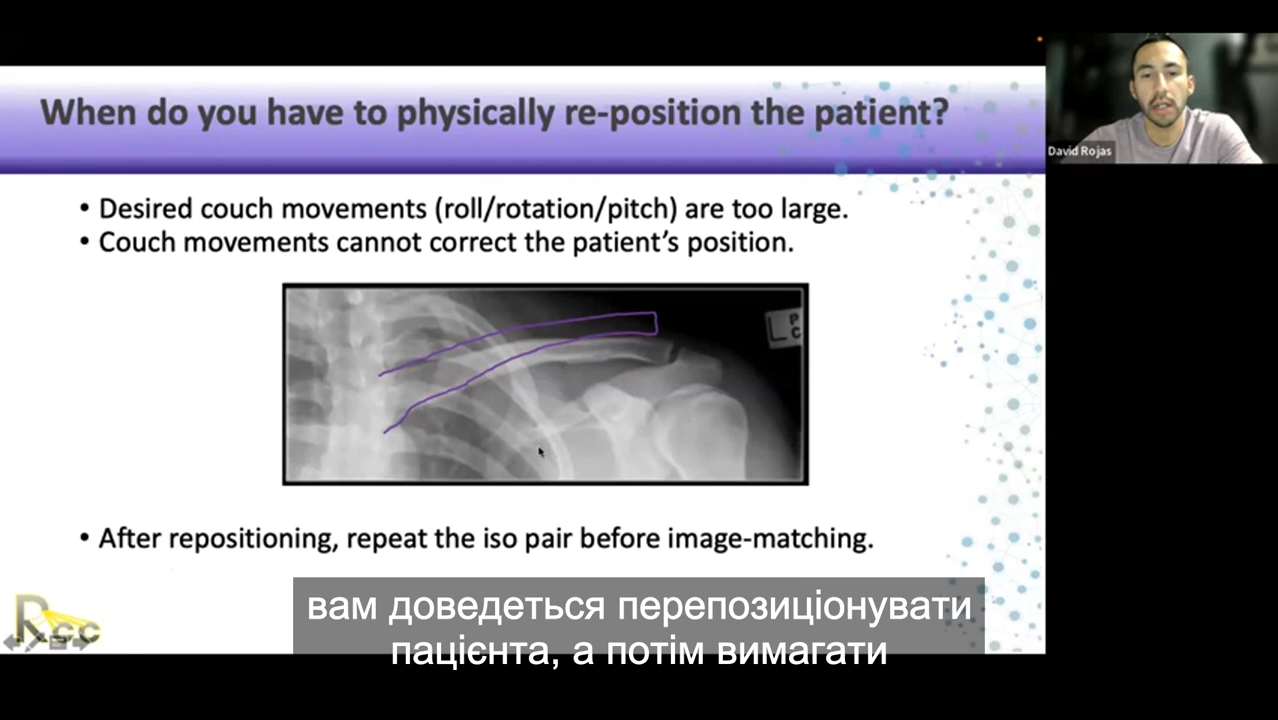 When do you have to physically re-position the patient?
David Rojas
• Desired couch movements (roll/rotation/pitch) are too large.
• Couch movements cannot correct the patient's position.
L P
C
• After repositioning, repeat the iso pair before image-matching.
Rcc
вам доведеться перепозиціонувати
пацієнта, а потім вимагати